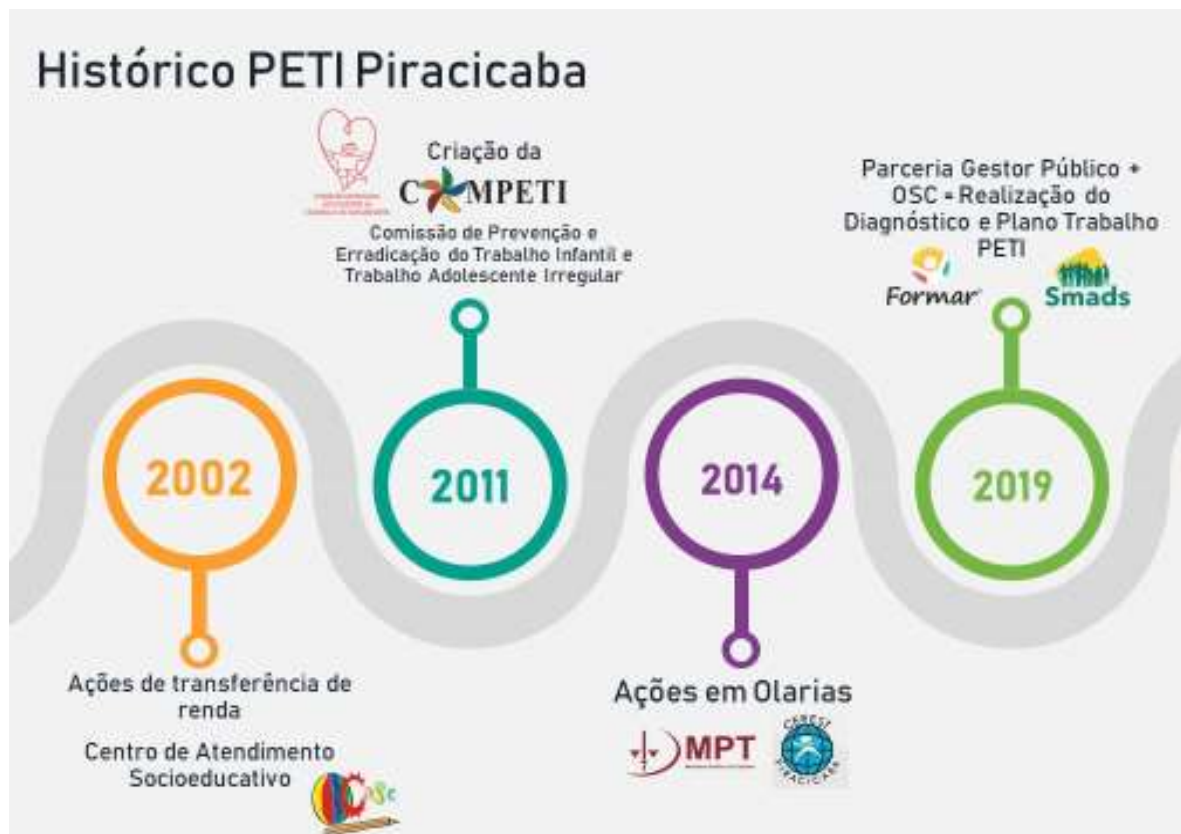 Histórico PETI Piracicaba
Criação da
COMPETI
Comissão de Prevenção e
Erradicação do Trabalho Infantil e
Trabalho Adolescente Irregular
Parceria Gestor Público +
OSC = Realização do
Diagnóstico e Plano Trabalho
PETI
Formar
Smads
2002
2011
2014
2019
Ações de transferência de
renda
Centro de Atendimento
Socioeducativo
Case
Ações em Olarias
MPT
CEREST
PIRACICABA